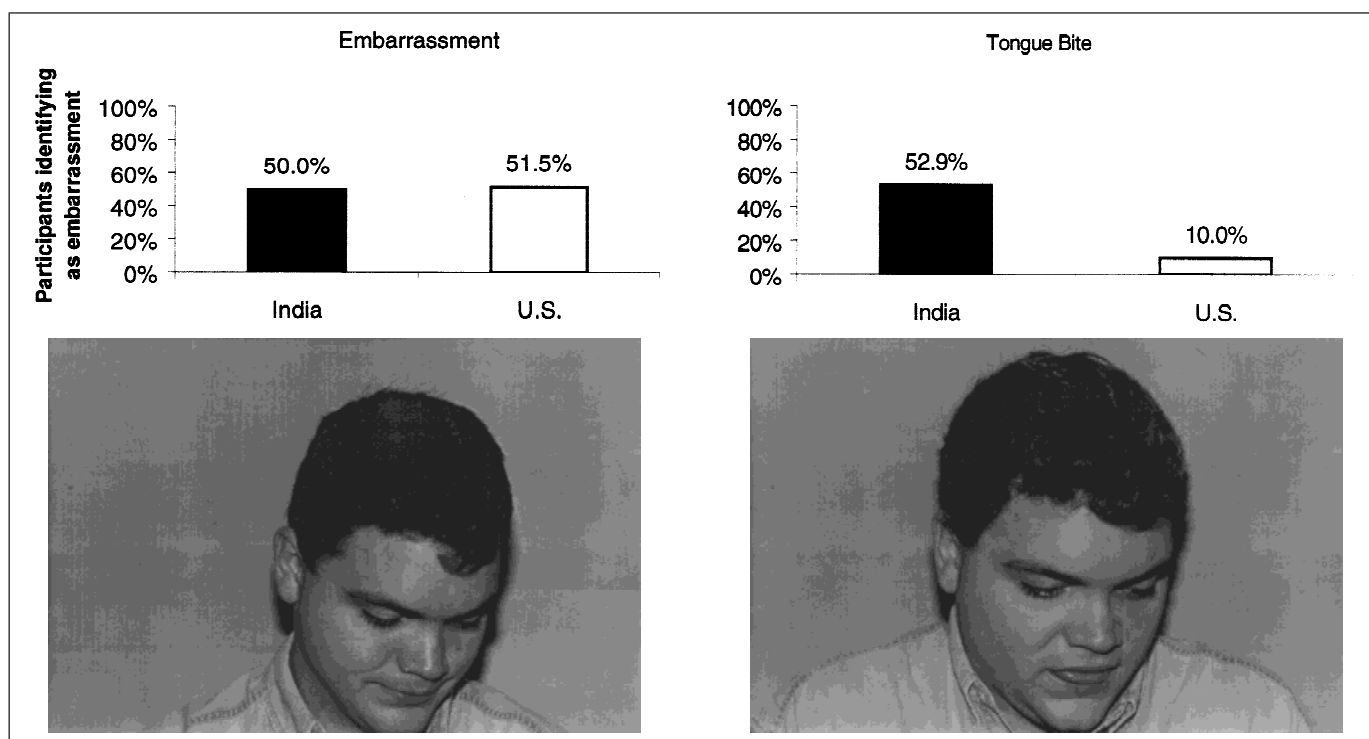 Embarrassment
Participants identifying
as embarrassment
100%
80%
60%
40%
20%
0%
50.0%
51.5%
India
U.S.
Tongue Bite
100%
80%
60%
40%
20%
0%
52.9%
10.0%
India
U.S.